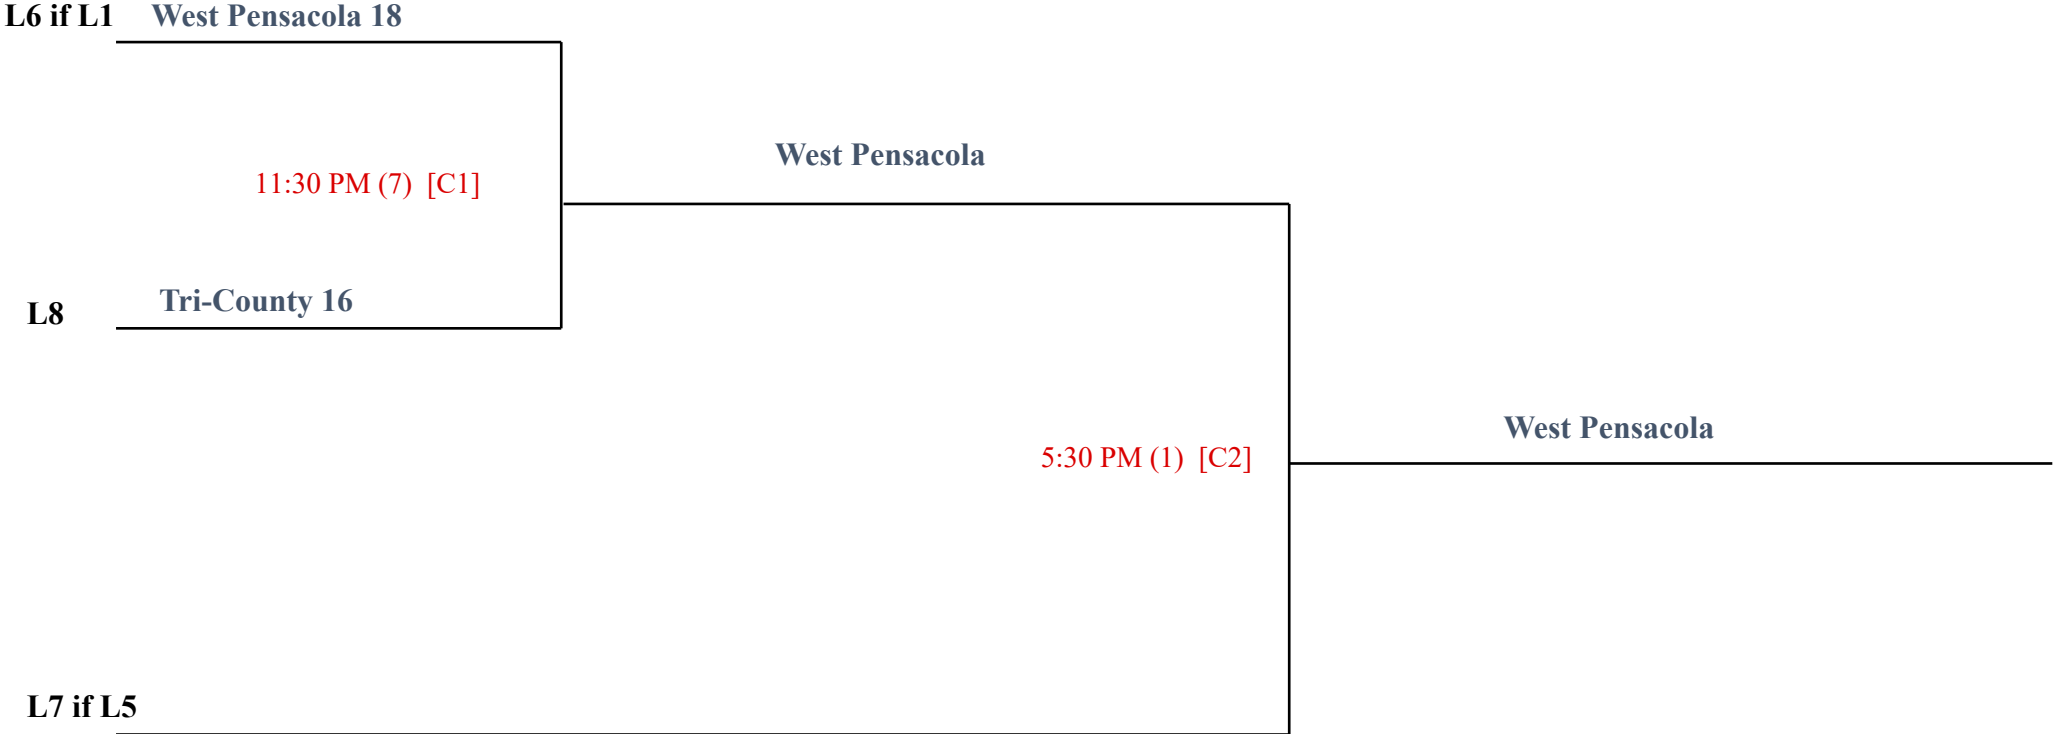 L6 if L1 West Pensacola 18
West Pensacola
11:30 PM (7) [C1]
Tri-County 16
L8
West Pensacola
5:30 PM (1) [C2]
L7 if L5